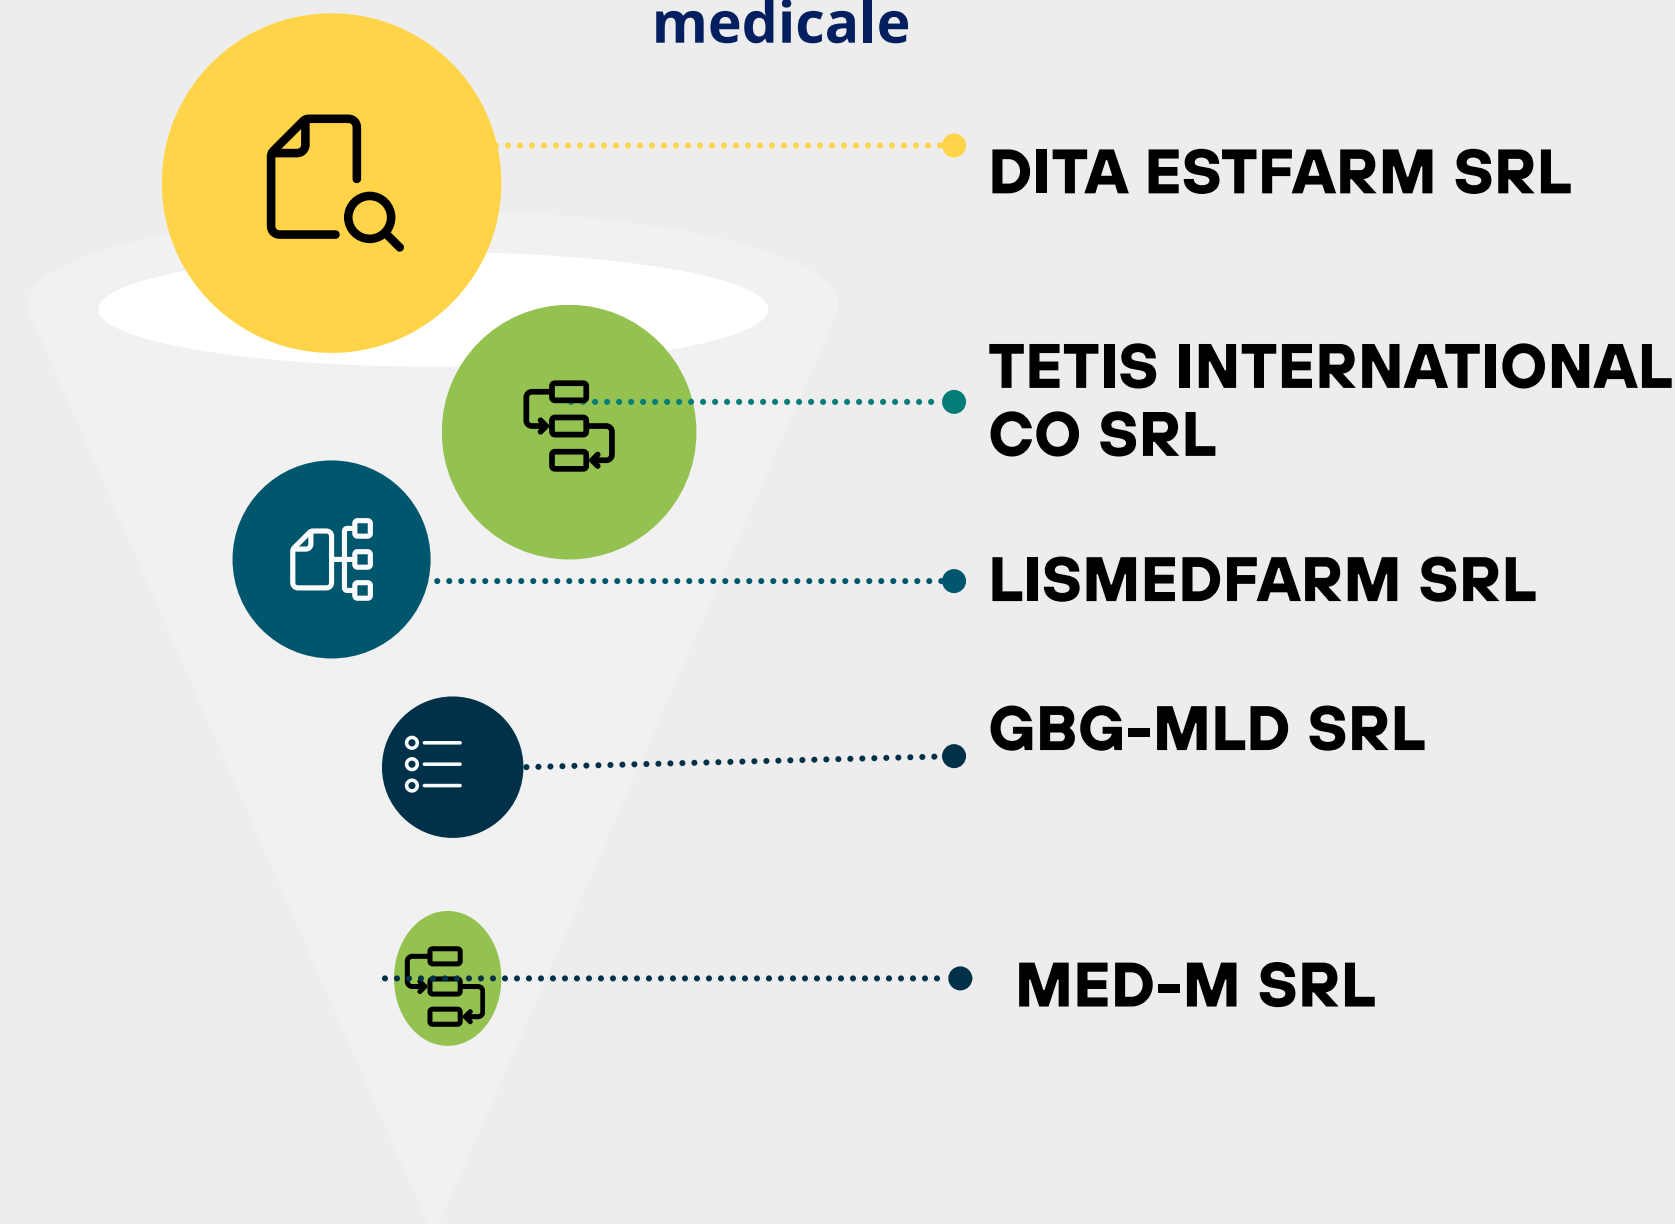 medicale
DITA ESTFARM SRL
TETIS INTERNATIONAL
CO SRL
LISMEDFARM SRL
GBG-MLD SRL
MED-M SRL